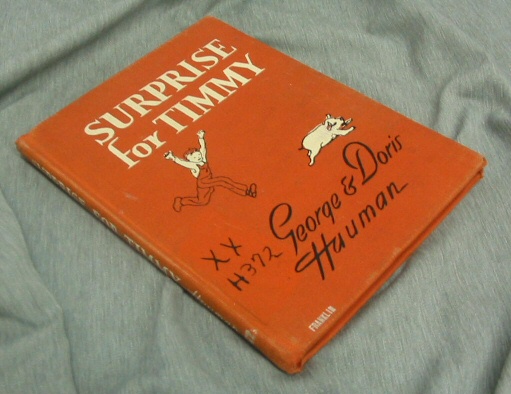 SURPRISE
for TIMMY
George & Doris
Hauman
XX
H372
FRANKLIN